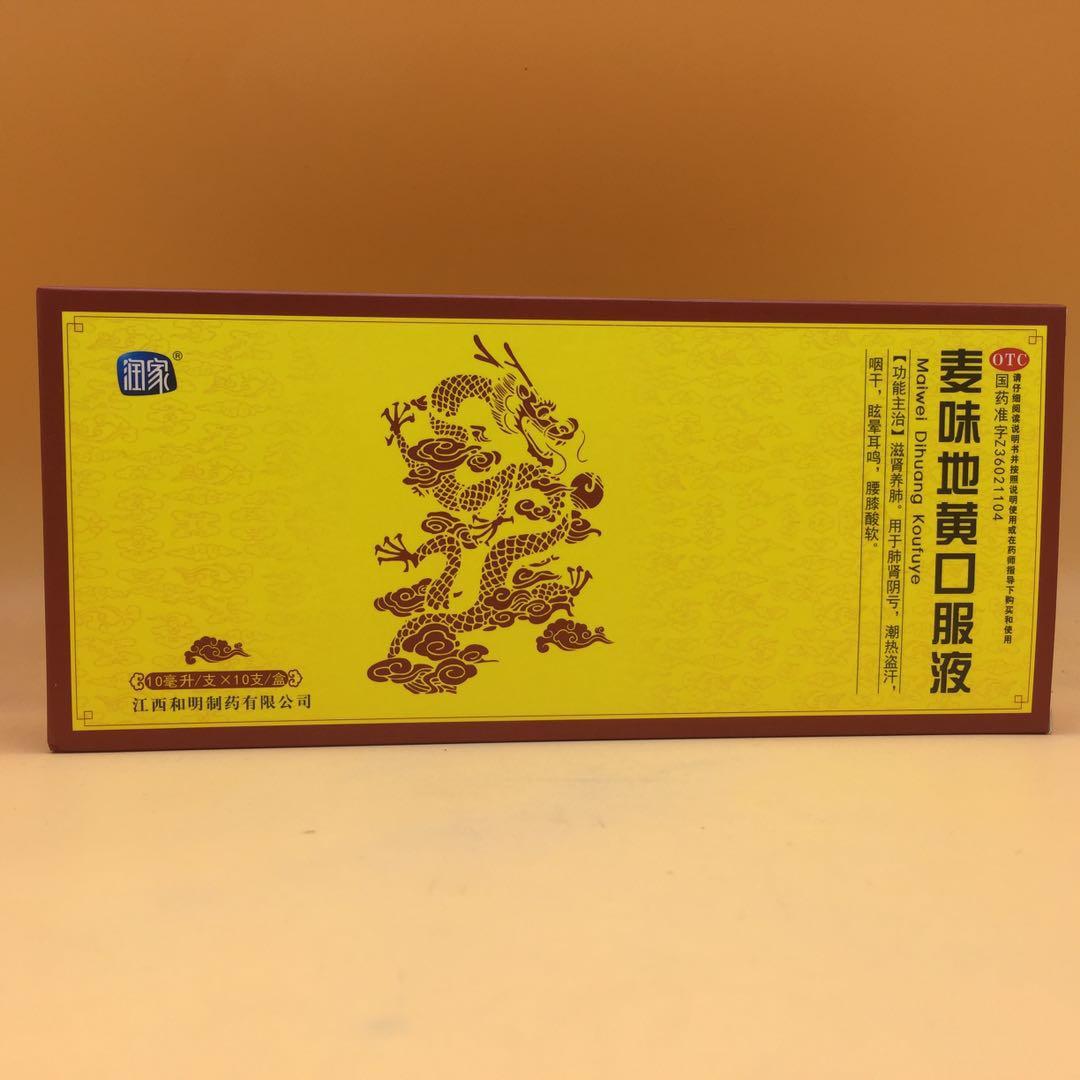 润家®
OTC
请仔细阅读说明书并按照说明使用或在药师指导下购买和使用
国药准字Z36021104
麦味地黄口服液
Maiwei Dihuang Koufuye
【功能主治】滋肾养肺。用于肺肾阴亏，潮热盗汗，
咽干，眩晕耳鸣，腰膝酸软。
10毫升/支×10支/盒
江西和明制药有限公司